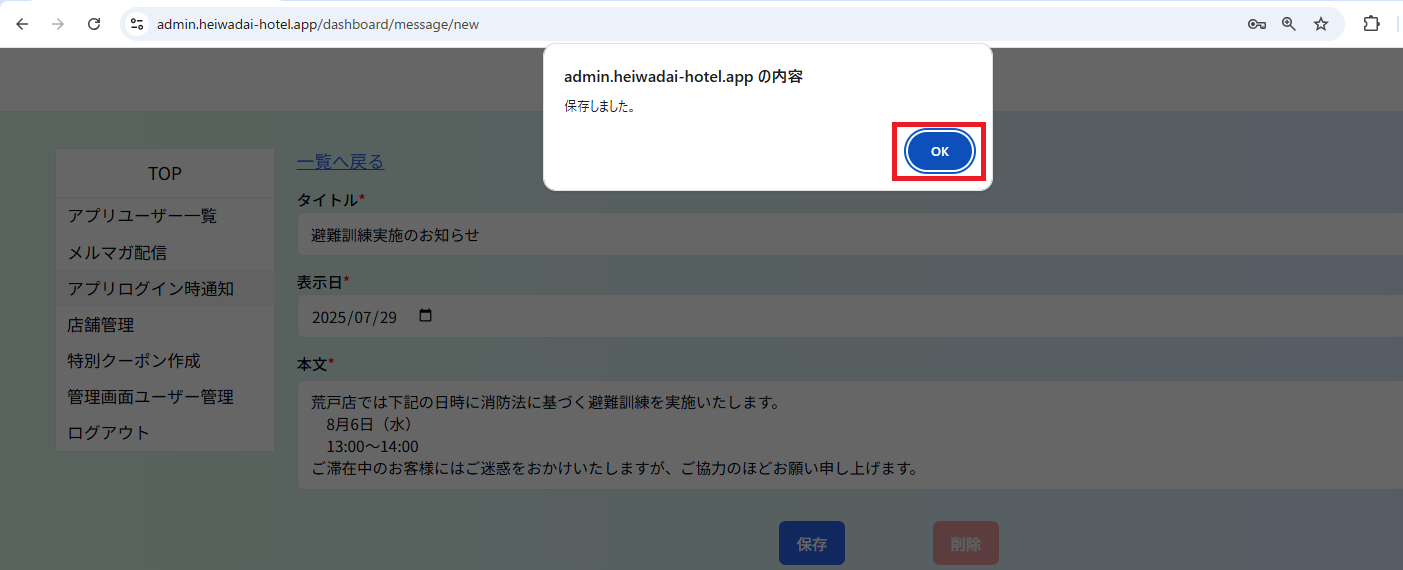 admin.heiwadai-hotel.app/dashboard/message/new
admin.heiwadai-hotel.app の内容
保存しました。
OK
TOP
アプリユーザー一覧
メルマガ配信
アプリログイン時通知
店舗管理
特別クーポン作成
管理画面ユーザー管理
ログアウト
一覧へ戻る
タイトル*
避難訓練実施のお知らせ
表示日*
2025/07/29
本文*
荒戸店では下記の日時に消防法に基づく避難訓練を実施いたします。
8月6日（水）
13:00～14:00
ご滞在中のお客様にはご迷惑をおかけいたしますが、ご協力のほどお願い申し上げます。
保存
削除